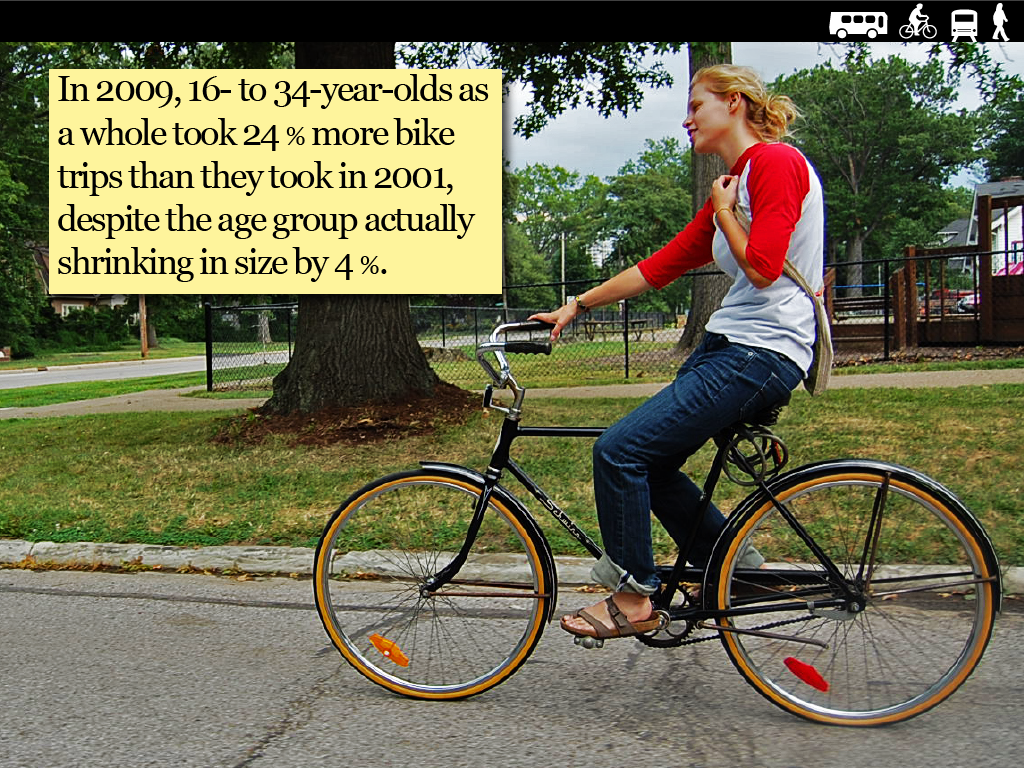 In 2009, 16- to 34-year-olds as
a whole took 24 % more bike
trips than they took in 2001,
despite the age group actually
shrinking in size by 4 %.
Schwinn